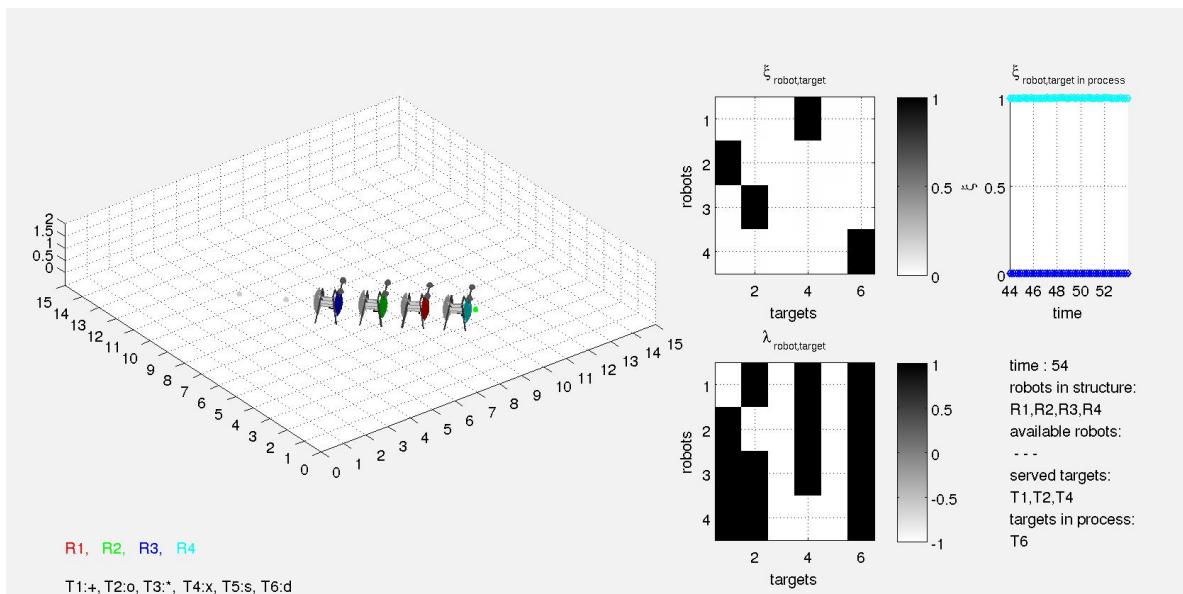 2
1.5
1
0.5
0
15
14
13
12
11
10
9
8
7
6
5
4
3
2
1
0
0
1
2
3
4
5
6
7
8
9
10
11
12
13
14
15
R1, R2, R3, R4
T1:+, T2:o, T3:*, T4:x, T5:s, T6:d
ξ robot,target
robots
1
2
3
4
2 4 6
targets
1
0.5
0
ξ robot,target in process
ξ
1
0.5
0
44 46 48 50 52
time
λ robot,target
robots
1
2
3
4
2 4 6
targets
1
0.5
0
-0.5
-1
time : 54
robots in structure:
R1,R2,R3,R4
available robots:
- - -
served targets:
T1,T2,T4
targets in process:
T6